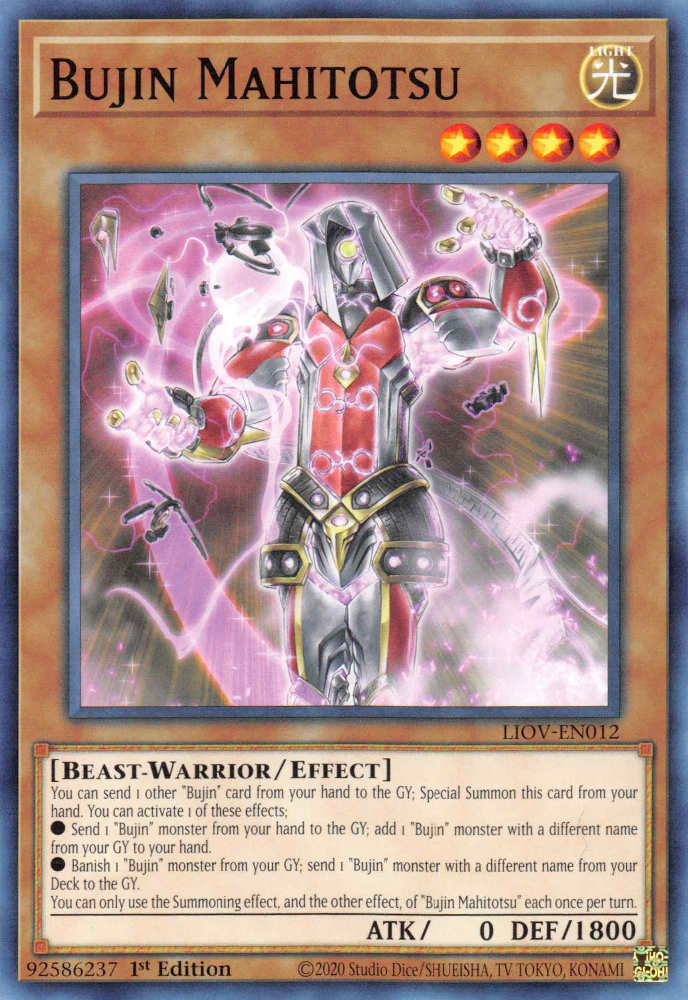 BUJIN MAHITOTSU
LIGHT
光
LIOV-EN012
[BEAST-WARRIOR/EFFECT]
You can send 1 other "Bujin" card from your hand to the GY; Special Summon this card from your
hand. You can activate 1 of these effects;
● Send 1 "Bujin" monster from your hand to the GY; add 1 "Bujin" monster with a different name
from your GY to your hand.
● Banish 1 "Bujin" monster from your GY; send 1 "Bujin" monster with a different name from your
Deck to the GY.
You can only use the Summoning effect, and the other effect, of "Bujin Mahitotsu" each once per turn.
ATK/ 0 DEF/1800
92586237 1st Edition ©2020 Studio Dice/SHUEISHA, TV TOKYO, KONAMI